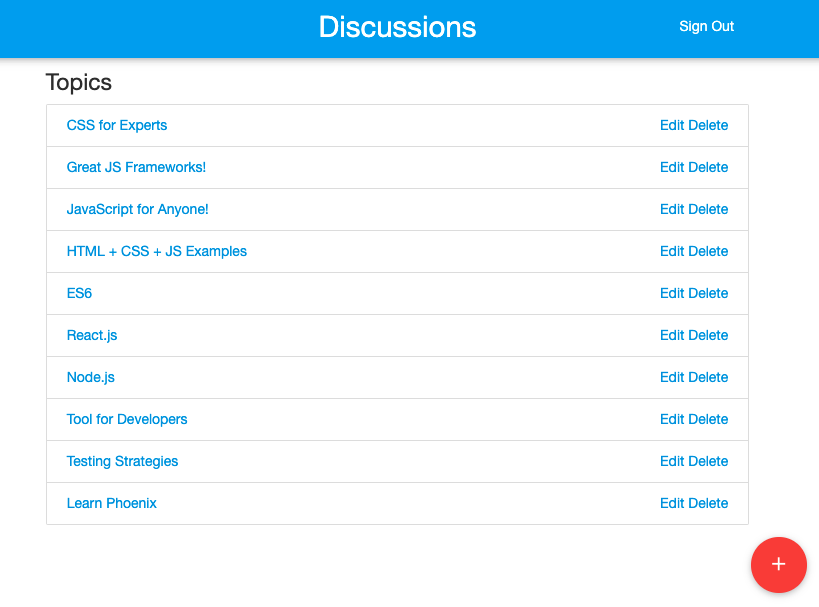 Discussions
Sign Out
Topics
CSS for Experts Edit Delete
Great JS Frameworks! Edit Delete
JavaScript for Anyone! Edit Delete
HTML + CSS + JS Examples Edit Delete
ES6 Edit Delete
React.js Edit Delete
Node.js Edit Delete
Tool for Developers Edit Delete
Testing Strategies Edit Delete
Learn Phoenix Edit Delete
+